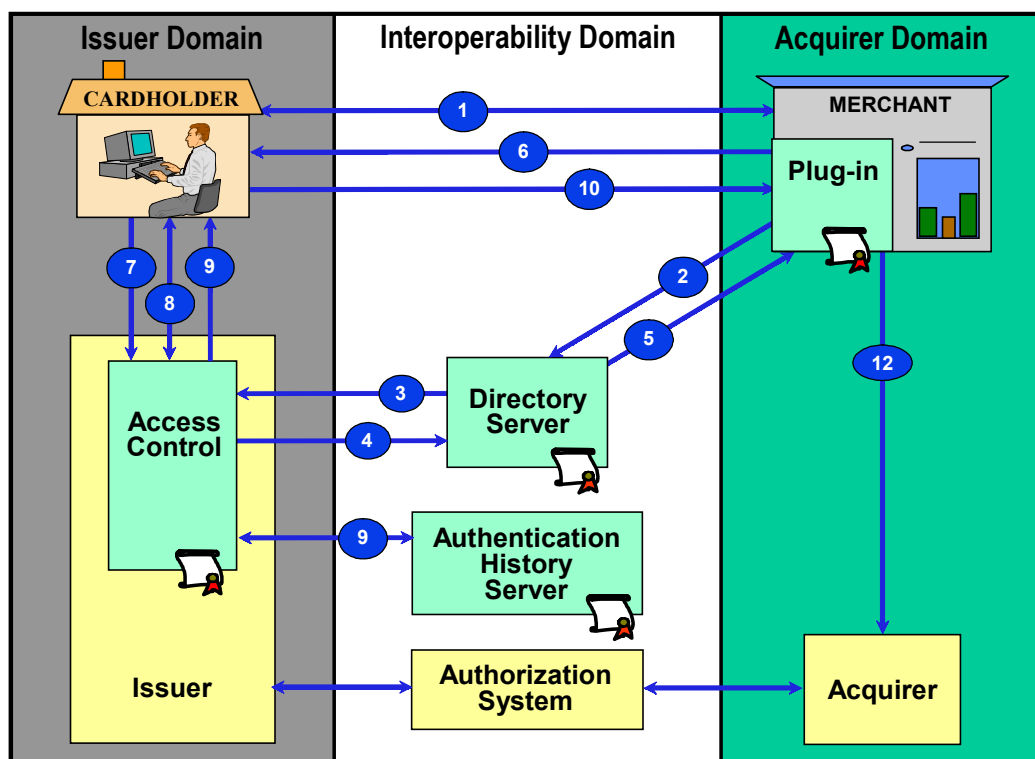 Issuer Domain
Interoperability Domain
Acquirer Domain
CARDHOLDER
MERCHANT
1
6
Plug-in
10
7
9
2
8
5
12
3
Directory
Server
Access
Control
4
9
Authentication
History
Server
Issuer
Authorization
System
Acquirer